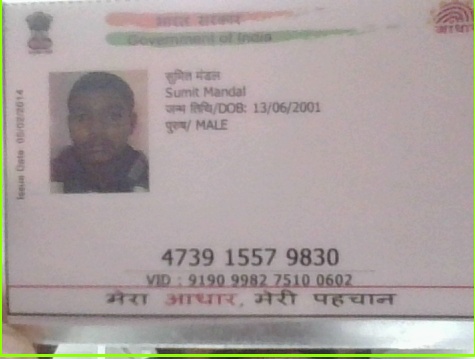 भारत सरकार
Government of India
सुमित मंडल
Sumit Mandal
जन्म तिथि/DOB: 13/06/2001
पुरुष/ MALE
Issue Date: 05/02/2014
4739 1557 9830
VID : 9190 9982 7510 0602
मेरा आधार, मेरी पहचान